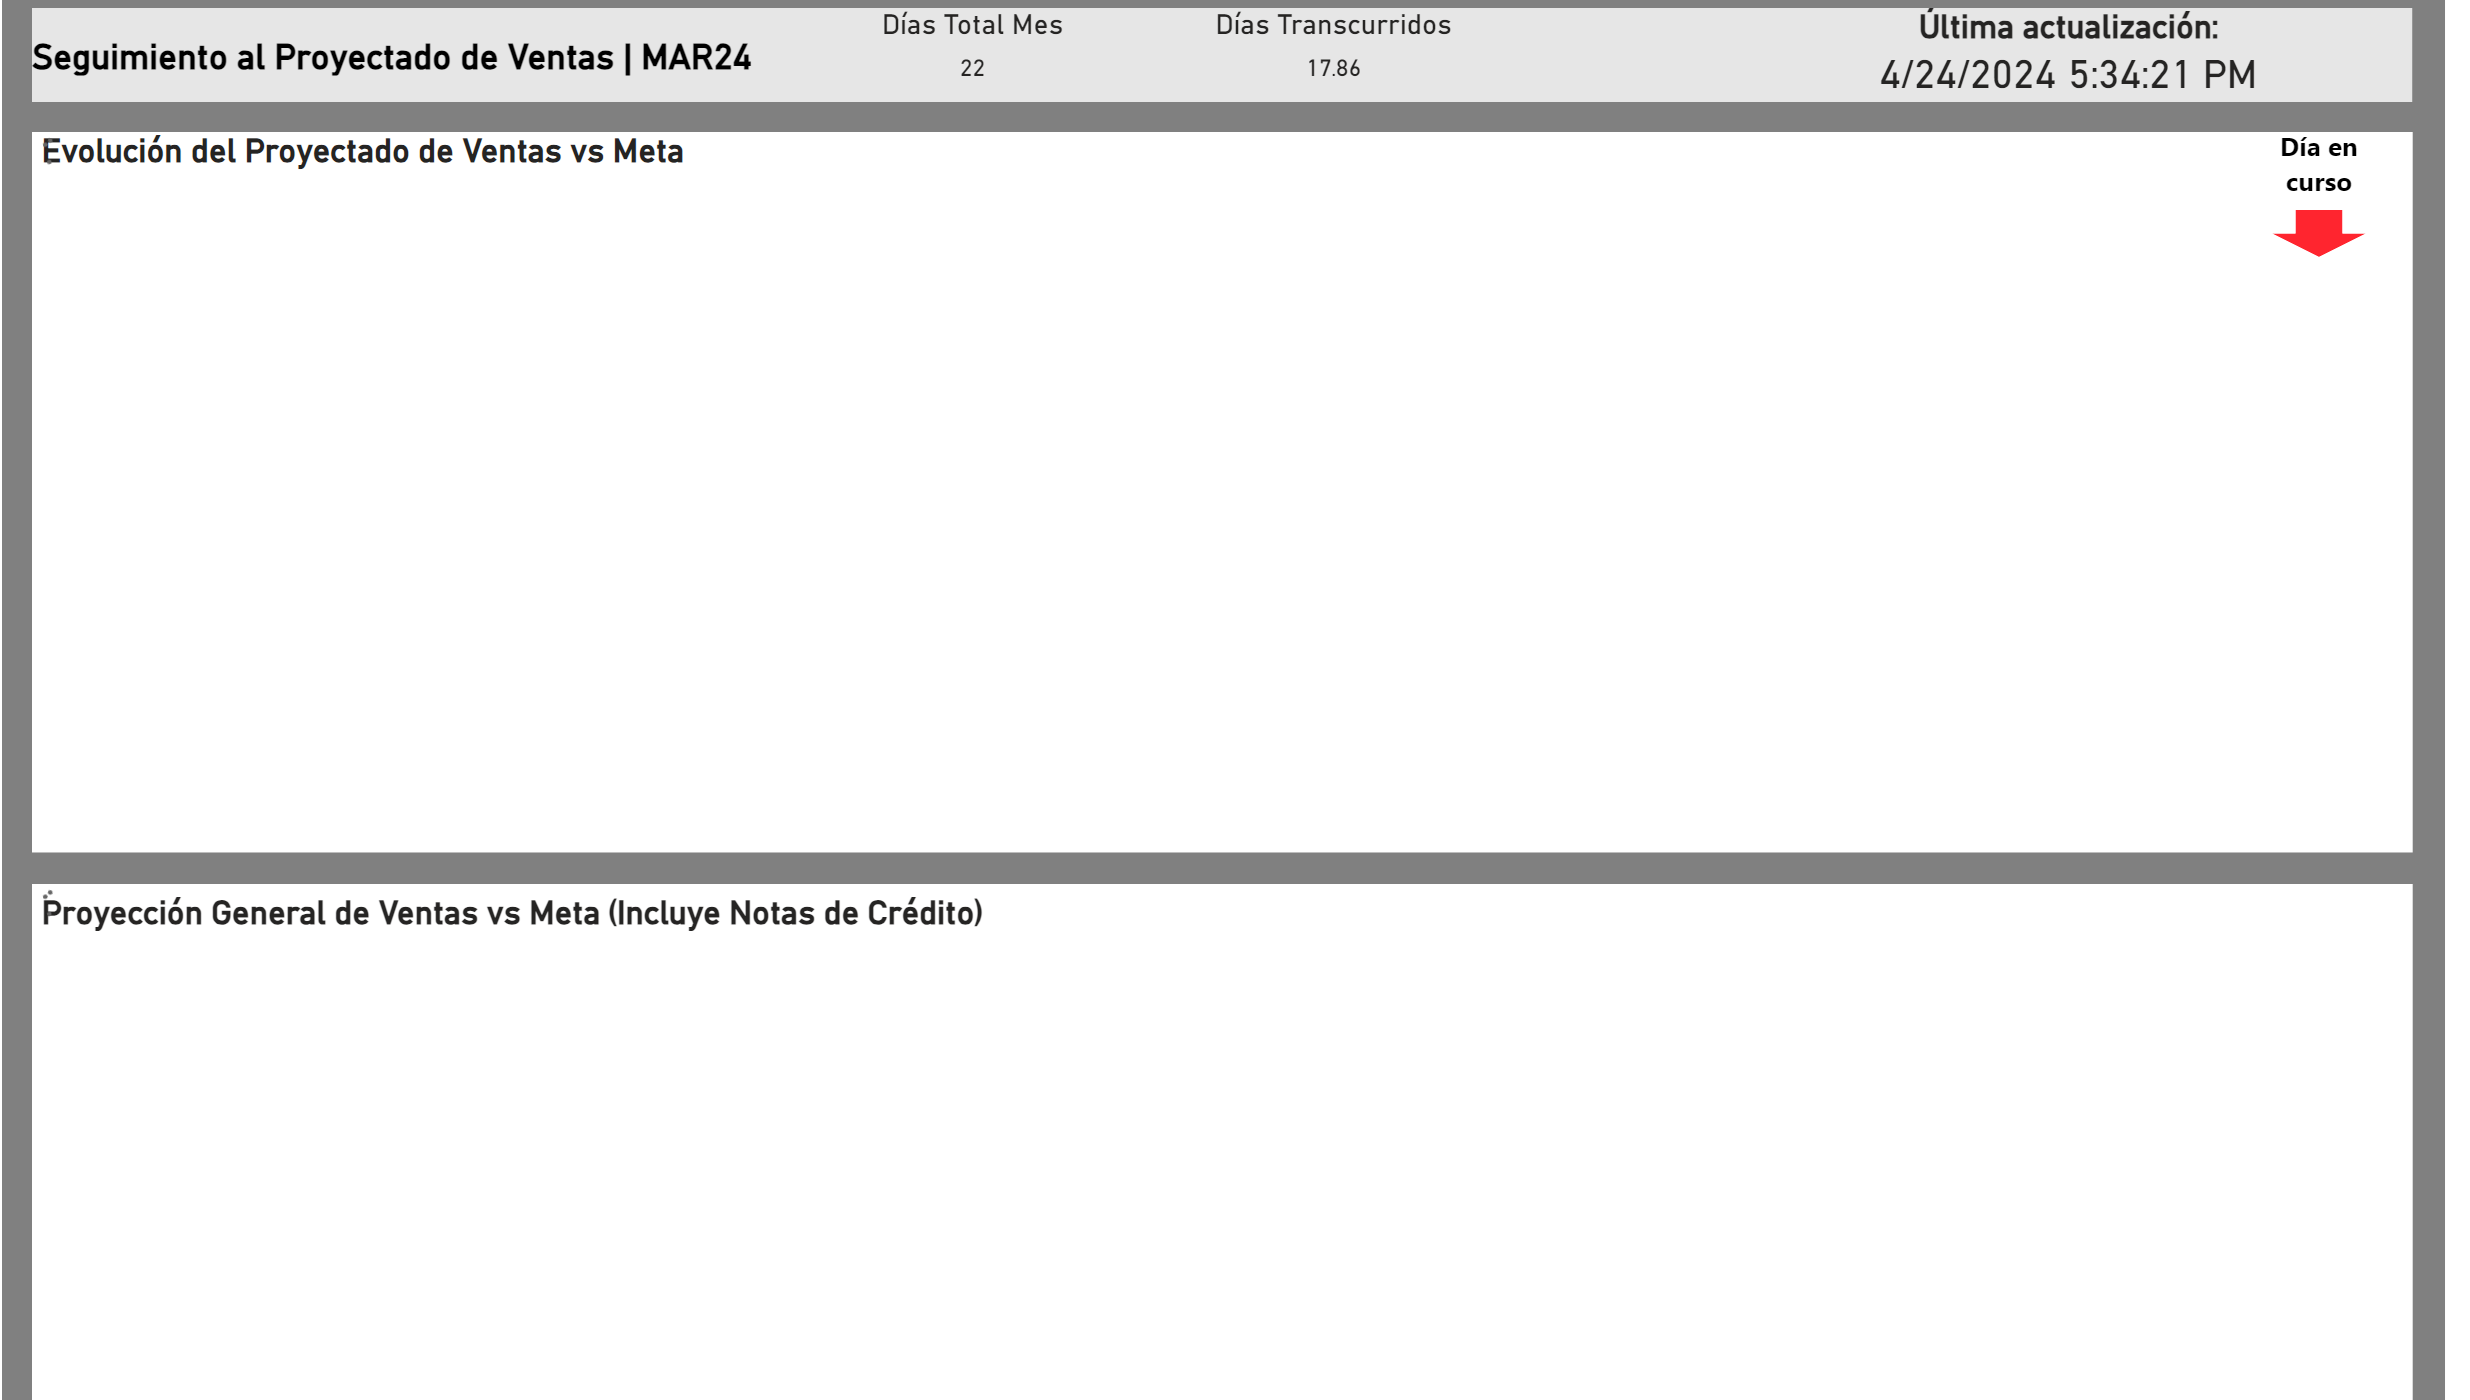 Seguimiento al Proyectado de Ventas | MAR24
Días Total Mes
22
Días Transcurridos
17.86
Última actualización:
4/24/2024 5:34:21 PM
Evolución del Proyectado de Ventas vs Meta
Día en
curso
Proyección General de Ventas vs Meta (Incluye Notas de Crédito)